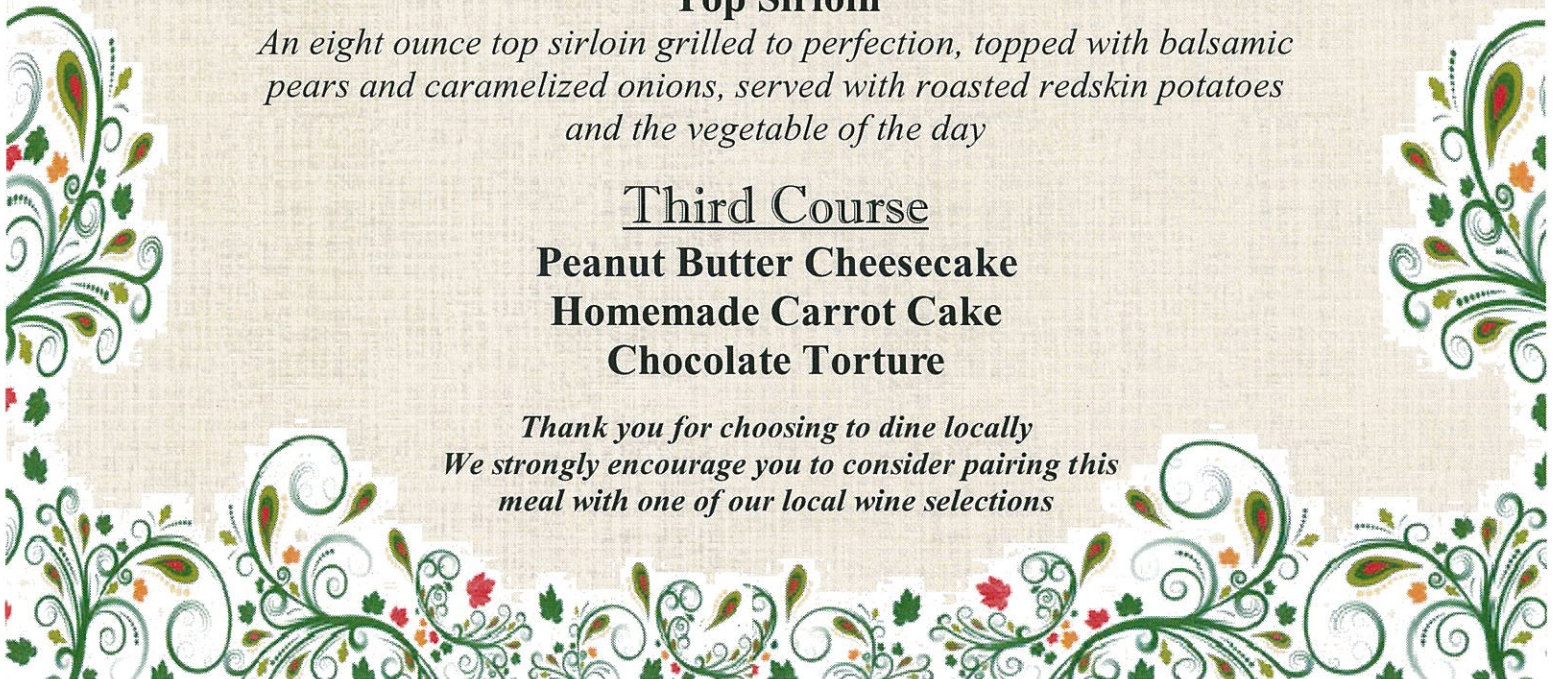 Top Sirloin
An eight ounce top sirloin grilled to perfection, topped with balsamic
pears and caramelized onions, served with roasted redskin potatoes
and the vegetable of the day
Third Course
Peanut Butter Cheesecake
Homemade Carrot Cake
Chocolate Torture
Thank you for choosing to dine locally
We strongly encourage you to consider pairing this
meal with one of our local wine selections